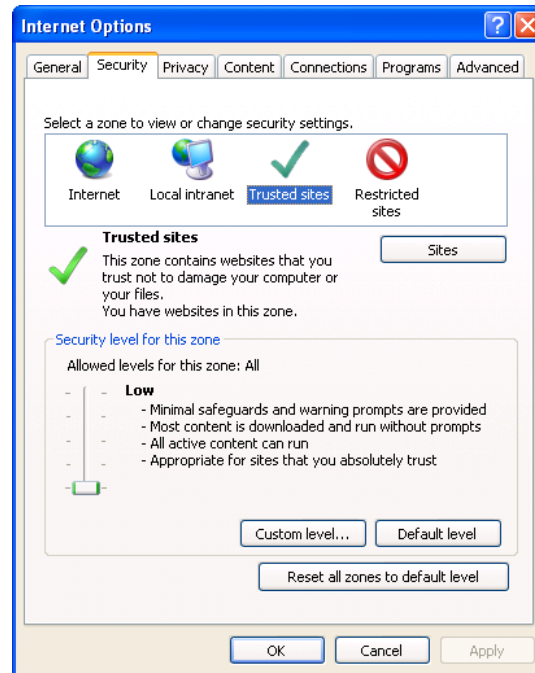 Internet Options
General Security Privacy Content Connections Programs Advanced
Select a zone to view or change security settings.
Internet Local intranet Trusted sites Restricted
sites
Trusted sites
Sites
This zone contains websites that you
trust not to damage your computer or
your files.
You have websites in this zone.
Security level for this zone
Allowed levels for this zone: All
Low
- Minimal safeguards and warning prompts are provided
- Most content is downloaded and run without prompts
- All active content can run
- Appropriate for sites that you absolutely trust
Custom level... Default level
Reset all zones to default level
OK Cancel Apply